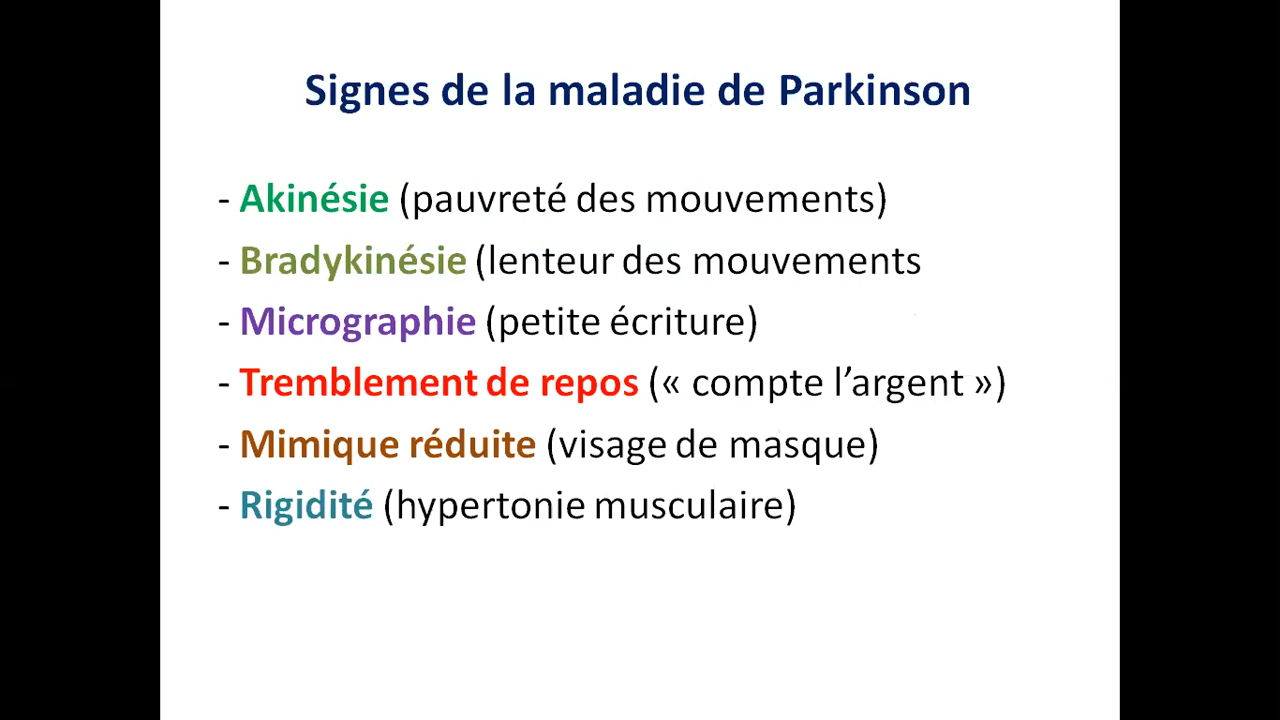 Signes de la maladie de Parkinson
- Akinésie (pauvreté des mouvements)
- Bradykinésie (lenteur des mouvements
- Micrographie (petite écriture)
- Tremblement de repos (« compte l’argent »)
- Mimique réduite (visage de masque)
- Rigidité (hypertonie musculaire)